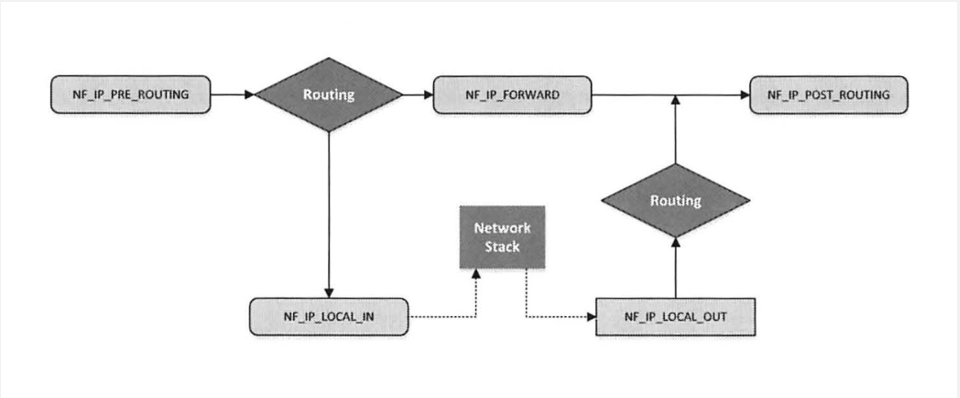 NF_IP_PRE_ROUTING
Routing
NF_IP_FORWARD
NF_IP_POST_ROUTING
Routing
Network
Stack
NF_IP_LOCAL_IN
NF_IP_LOCAL_OUT